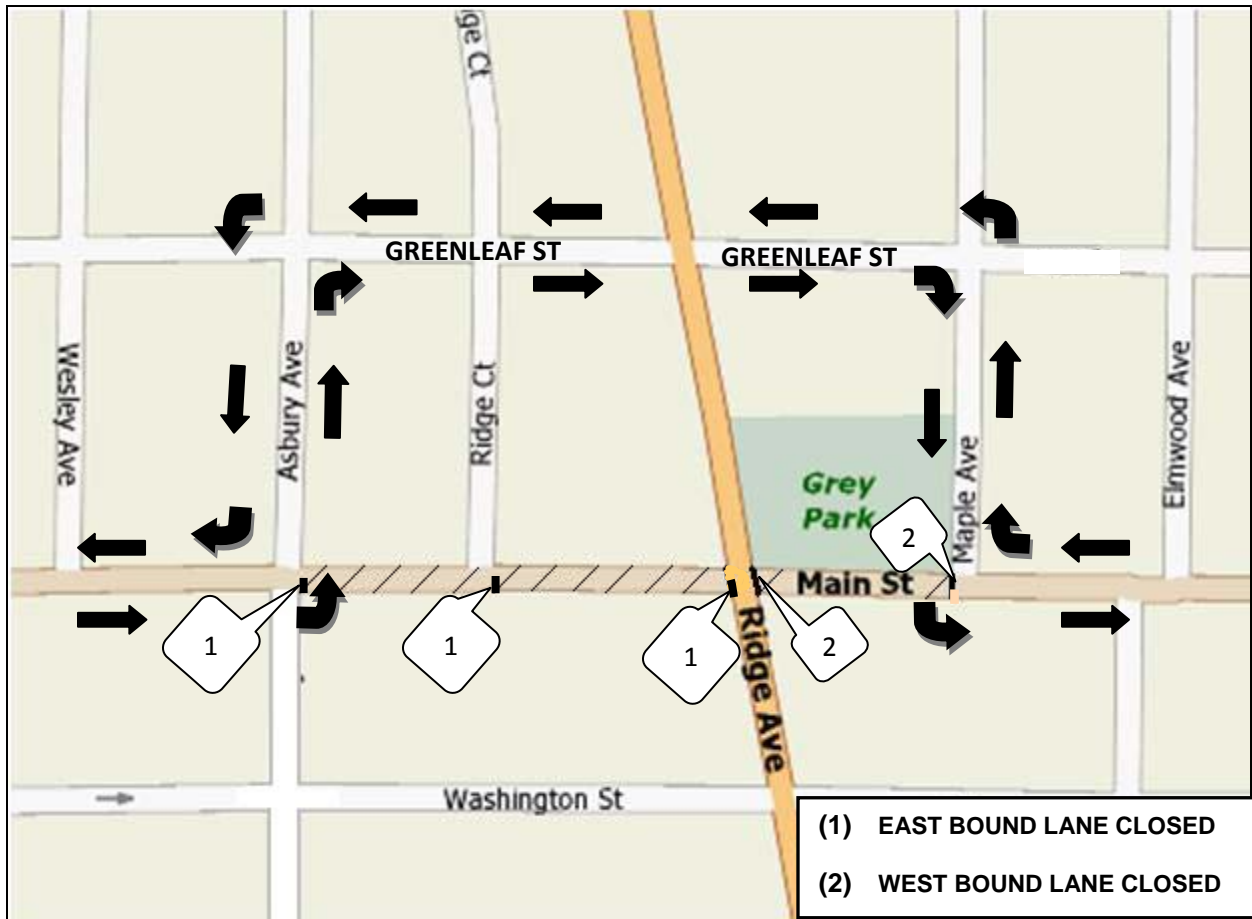 ge Ct
GREENLEAF ST
GREENLEAF ST
Wesley Ave
Asbury Ave
Ridge Ct
Grey
Park
Maple Ave
Elmwood Ave
2
Main St
1
1
1
2
Ridge Ave
Washington St
(1) EAST BOUND LANE CLOSED
(2) WEST BOUND LANE CLOSED